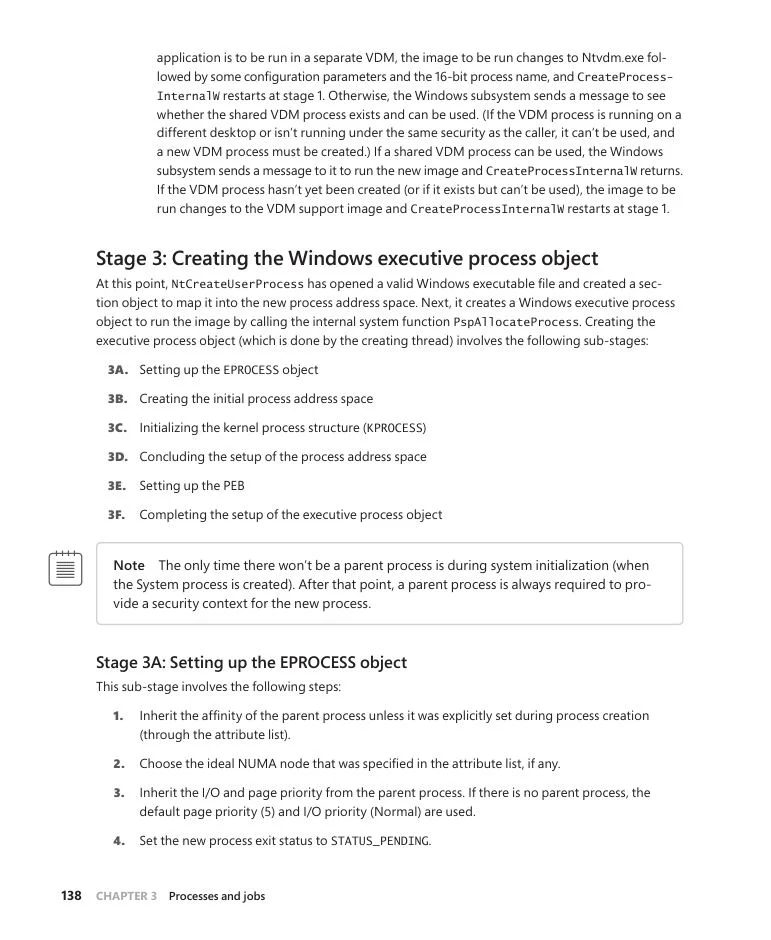 application is to be run in a separate VDM, the image to be run changes to Ntvdm.exe fol-
lowed by some configuration parameters and the 16-bit process name, and CreateProcess-
InternalW restarts at stage 1. Otherwise, the Windows subsystem sends a message to see
whether the shared VDM process exists and can be used. (If the VDM process is running on a
different desktop or isn't running under the same security as the caller, it can't be used, and
a new VDM process must be created.) If a shared VDM process can be used, the Windows
subsystem sends a message to it to run the new image and CreateProcessInternalW returns.
If the VDM process hasn't yet been created (or if it exists but can't be used), the image to be
run changes to the VDM support image and CreateProcessInternalW restarts at stage 1.
Stage 3: Creating the Windows executive process object
At this point, NtCreateUserProcess has opened a valid Windows executable file and created a sec-
tion object to map it into the new process address space. Next, it creates a Windows executive process
object to run the image by calling the internal system function PspAllocateProcess. Creating the
executive process object (which is done by the creating thread) involves the following sub-stages:
3A. Setting up the EPROCESS object
3B. Creating the initial process address space
3C. Initializing the kernel process structure (KPROCESS)
3D. Concluding the setup of the process address space
3E. Setting up the PEB
3F. Completing the setup of the executive process object
Note The only time there won't be a parent process is during system initialization (when
the System process is created). After that point, a parent process is always required to pro-
vide a security context for the new process.
Stage 3A: Setting up the EPROCESS object
This sub-stage involves the following steps:
1. Inherit the affinity of the parent process unless it was explicitly set during process creation
(through the attribute list).
2. Choose the ideal NUMA node that was specified in the attribute list, if any.
3. Inherit the I/O and page priority from the parent process. If there is no parent process, the
default page priority (5) and I/O priority (Normal) are used.
4. Set the new process exit status to STATUS_PENDING.
138 CHAPTER 3 Processes and jobs